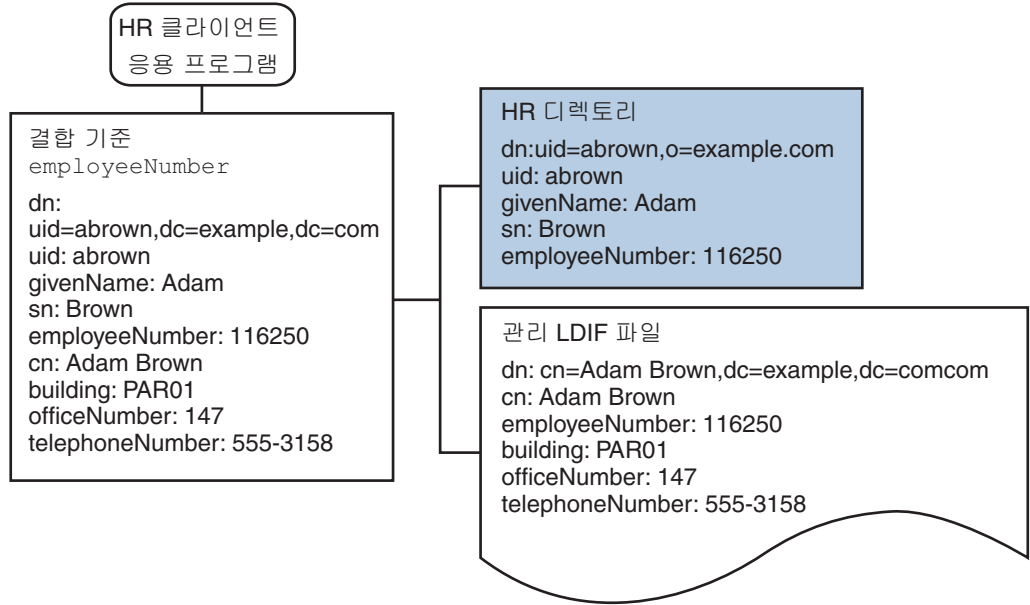 HR 클라이언트
응용 프로그램
결합 기준
employeeNumber
dn:
uid=abrown,dc=example,dc=com
uid: abrown
givenName: Adam
sn: Brown
employeeNumber: 116250
cn: Adam Brown
building: PAR01
officeNumber: 147
telephoneNumber: 555-3158
HR 디렉토리
dn:uid=abrown,o=example.com
uid: abrown
givenName: Adam
sn: Brown
employeeNumber: 116250
관리 LDIF 파일
dn: cn=Adam Brown,dc=example,dc=comcom
cn: Adam Brown
employeeNumber: 116250
building: PAR01
officeNumber: 147
telephoneNumber: 555-3158